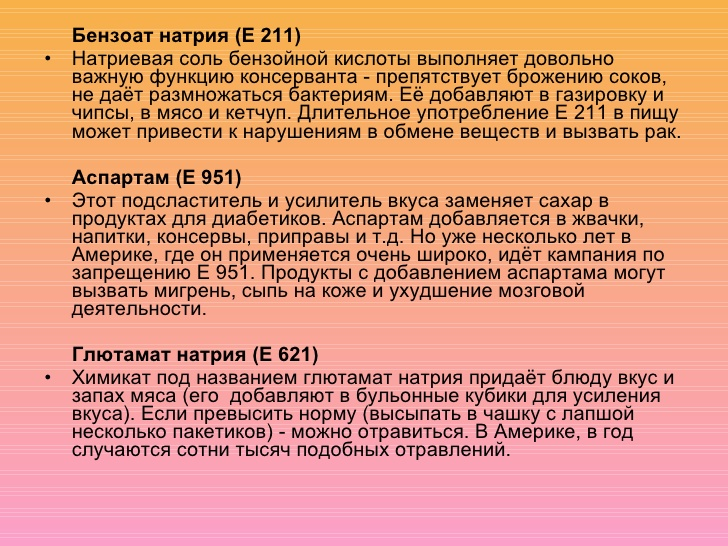 Бензоат натрия (Е 211)
• Натриевая соль бензойной кислоты выполняет довольно
важную функцию консерванта - препятствует брожению соков,
не даёт размножаться бактериям. Её добавляют в газировку и
чипсы, в мясо и кетчуп. Длительное употребление Е 211 в пищу
может привести к нарушениям в обмене веществ и вызвать рак.
Аспартам (Е 951)
• Этот подсластитель и усилитель вкуса заменяет сахар в
продуктах для диабетиков. Аспартам добавляется в жвачки,
напитки, консервы, приправы и т.д. Но уже несколько лет в
Америке, где он применяется очень широко, идёт кампания по
запрещению Е 951. Продукты с добавлением аспартама могут
вызвать мигрень, сыпь на коже и ухудшение мозговой
деятельности.
Глютамат натрия (Е 621)
• Химикат под названием глютамат натрия придаёт блюду вкус и
запах мяса (его добавляют в бульонные кубики для усиления
вкуса). Если превысить норму (высыпать в чашку с лапшой
несколько пакетиков) - можно отравиться. В Америке, в год
случаются сотни тысяч подобных отравлений.